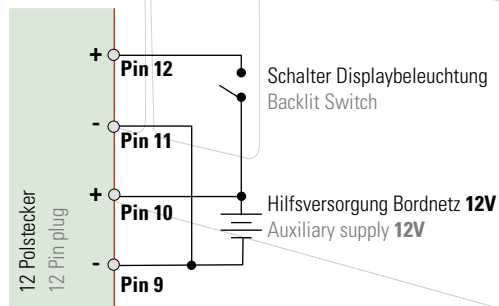 +
Pin 12
Schalter Displaybeleuchtung
Backlit Switch
-
Pin 11
+
Pin 10
Hilfsversorgung Bordnetz 12V
Auxiliary supply 12V
-
Pin 9
12 Polstecker
12 Pin plug